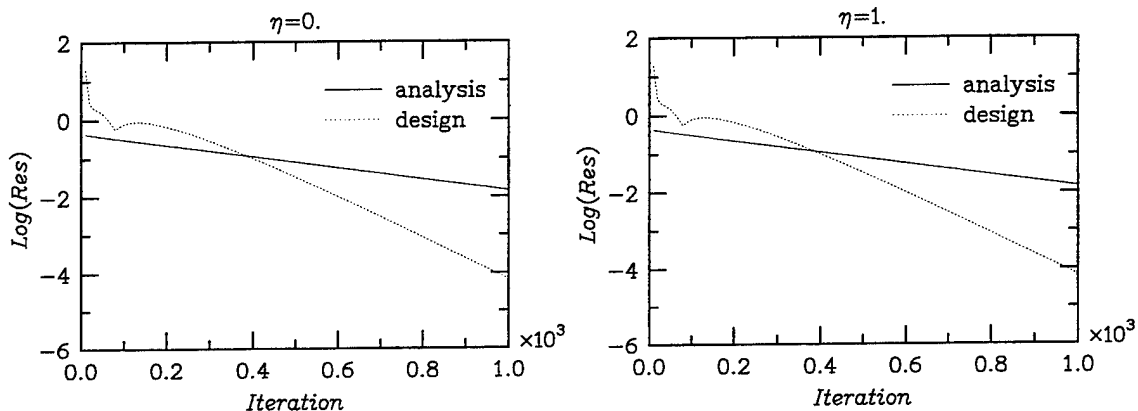 η=0.
2
0
−2
−4
−6
Log(Res)
analysis
design
0.0 0.2 0.4 0.6 0.8 1.0
×10³
Iteration
η=1.
2
0
−2
−4
−6
Log(Res)
analysis
design
0.0 0.2 0.4 0.6 0.8 1.0
×10³
Iteration